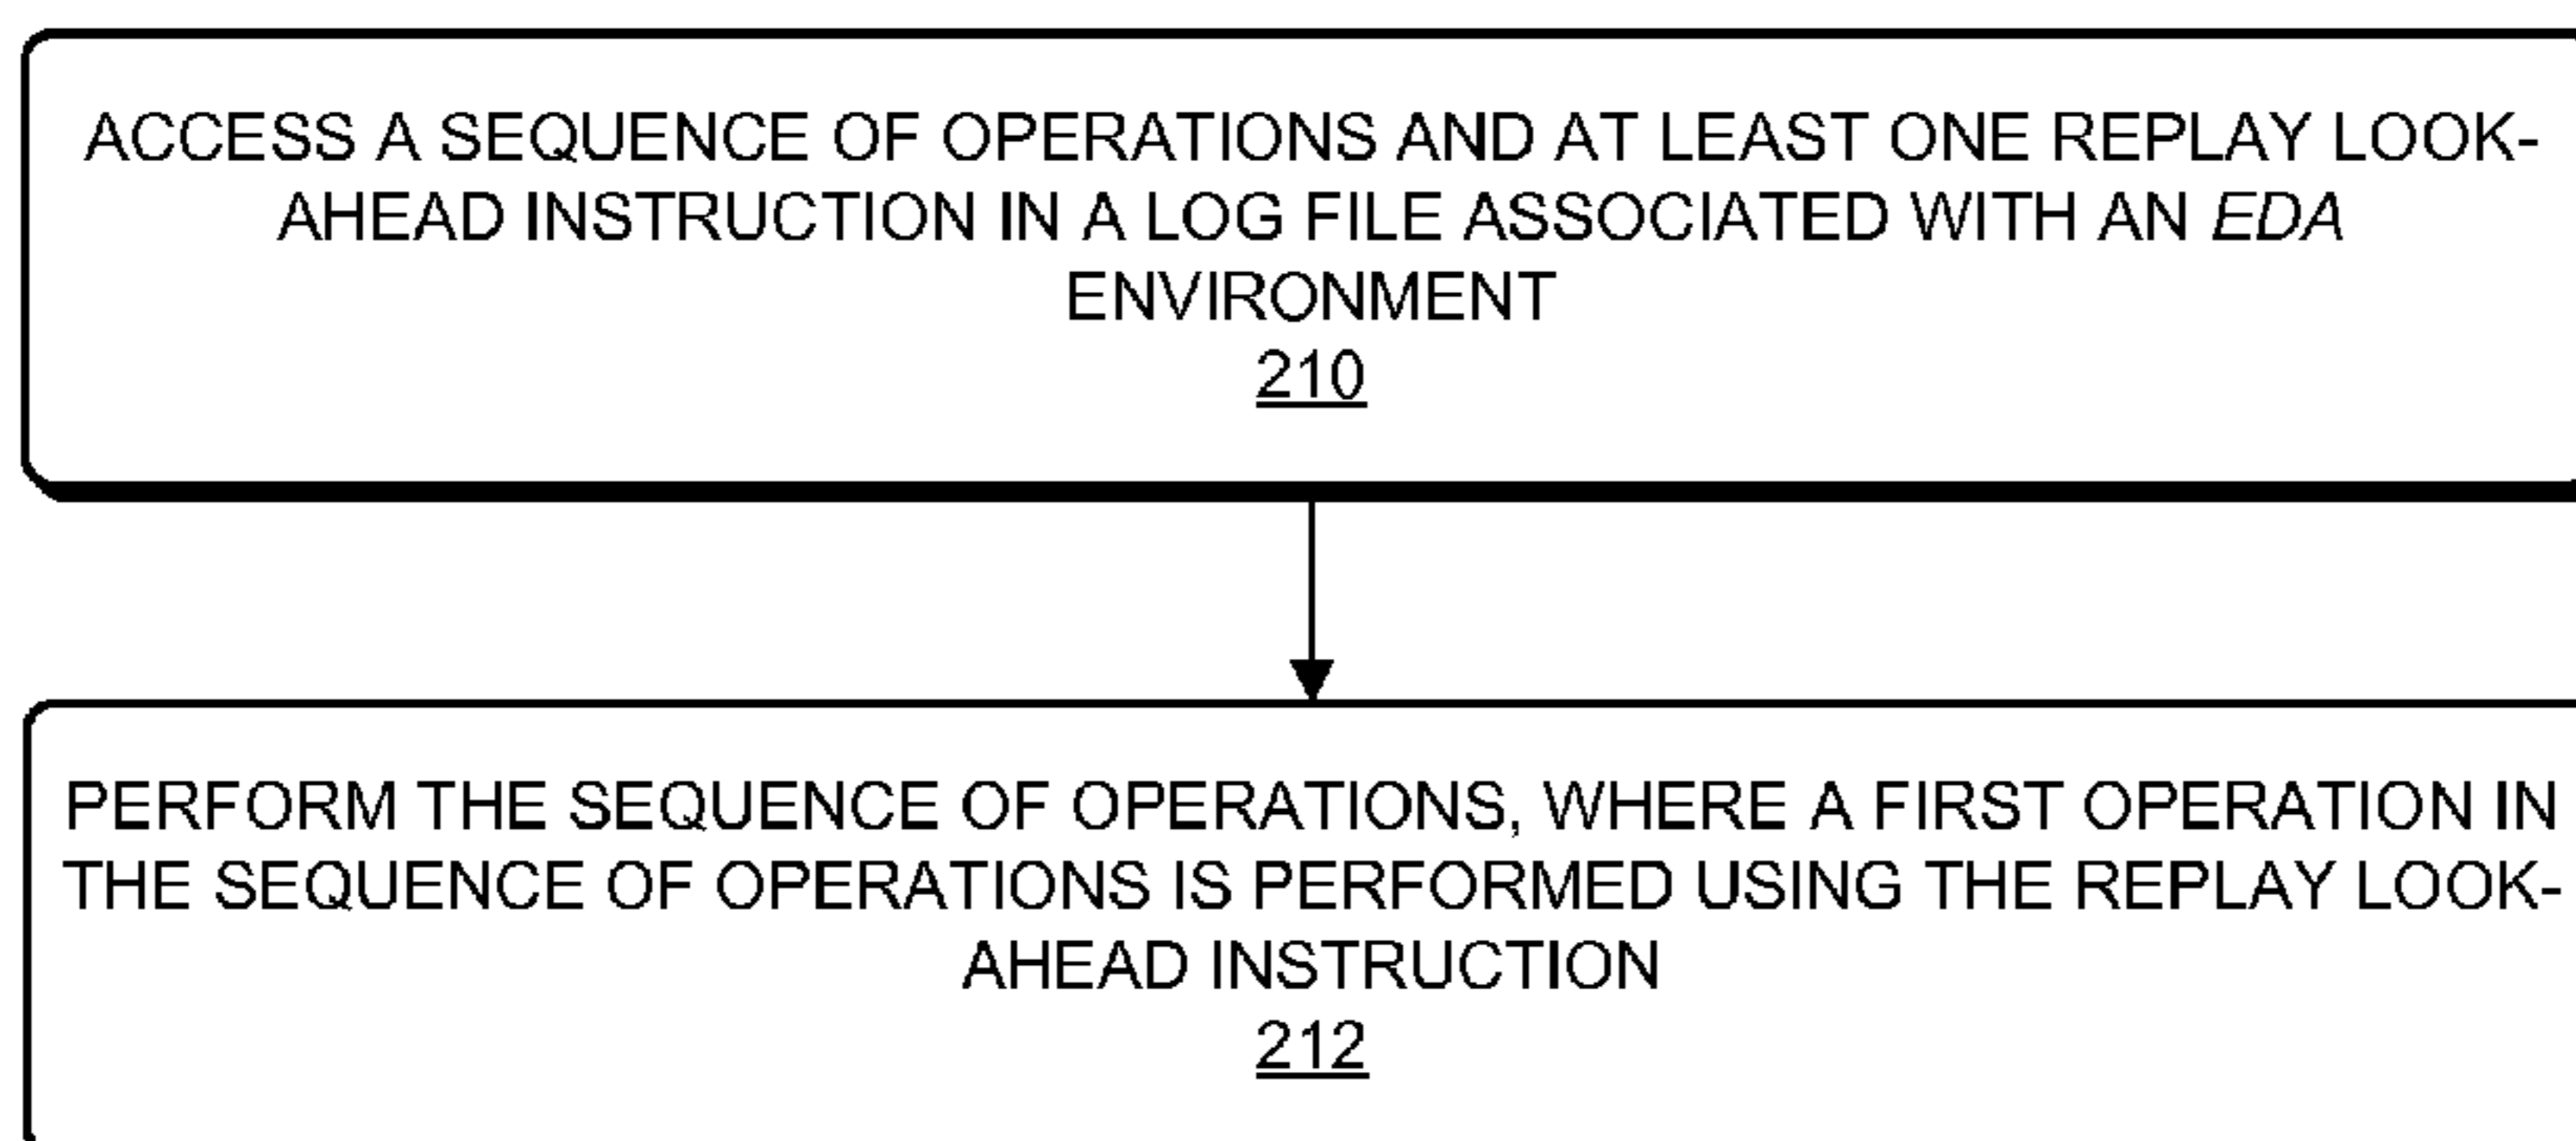 ACCESS A SEQUENCE OF OPERATIONS AND AT LEAST ONE REPLAY LOOK-
AHEAD INSTRUCTION IN A LOG FILE ASSOCIATED WITH AN EDA
ENVIRONMENT
210
PERFORM THE SEQUENCE OF OPERATIONS, WHERE A FIRST OPERATION IN
THE SEQUENCE OF OPERATIONS IS PERFORMED USING THE REPLAY LOOK-
AHEAD INSTRUCTION
212